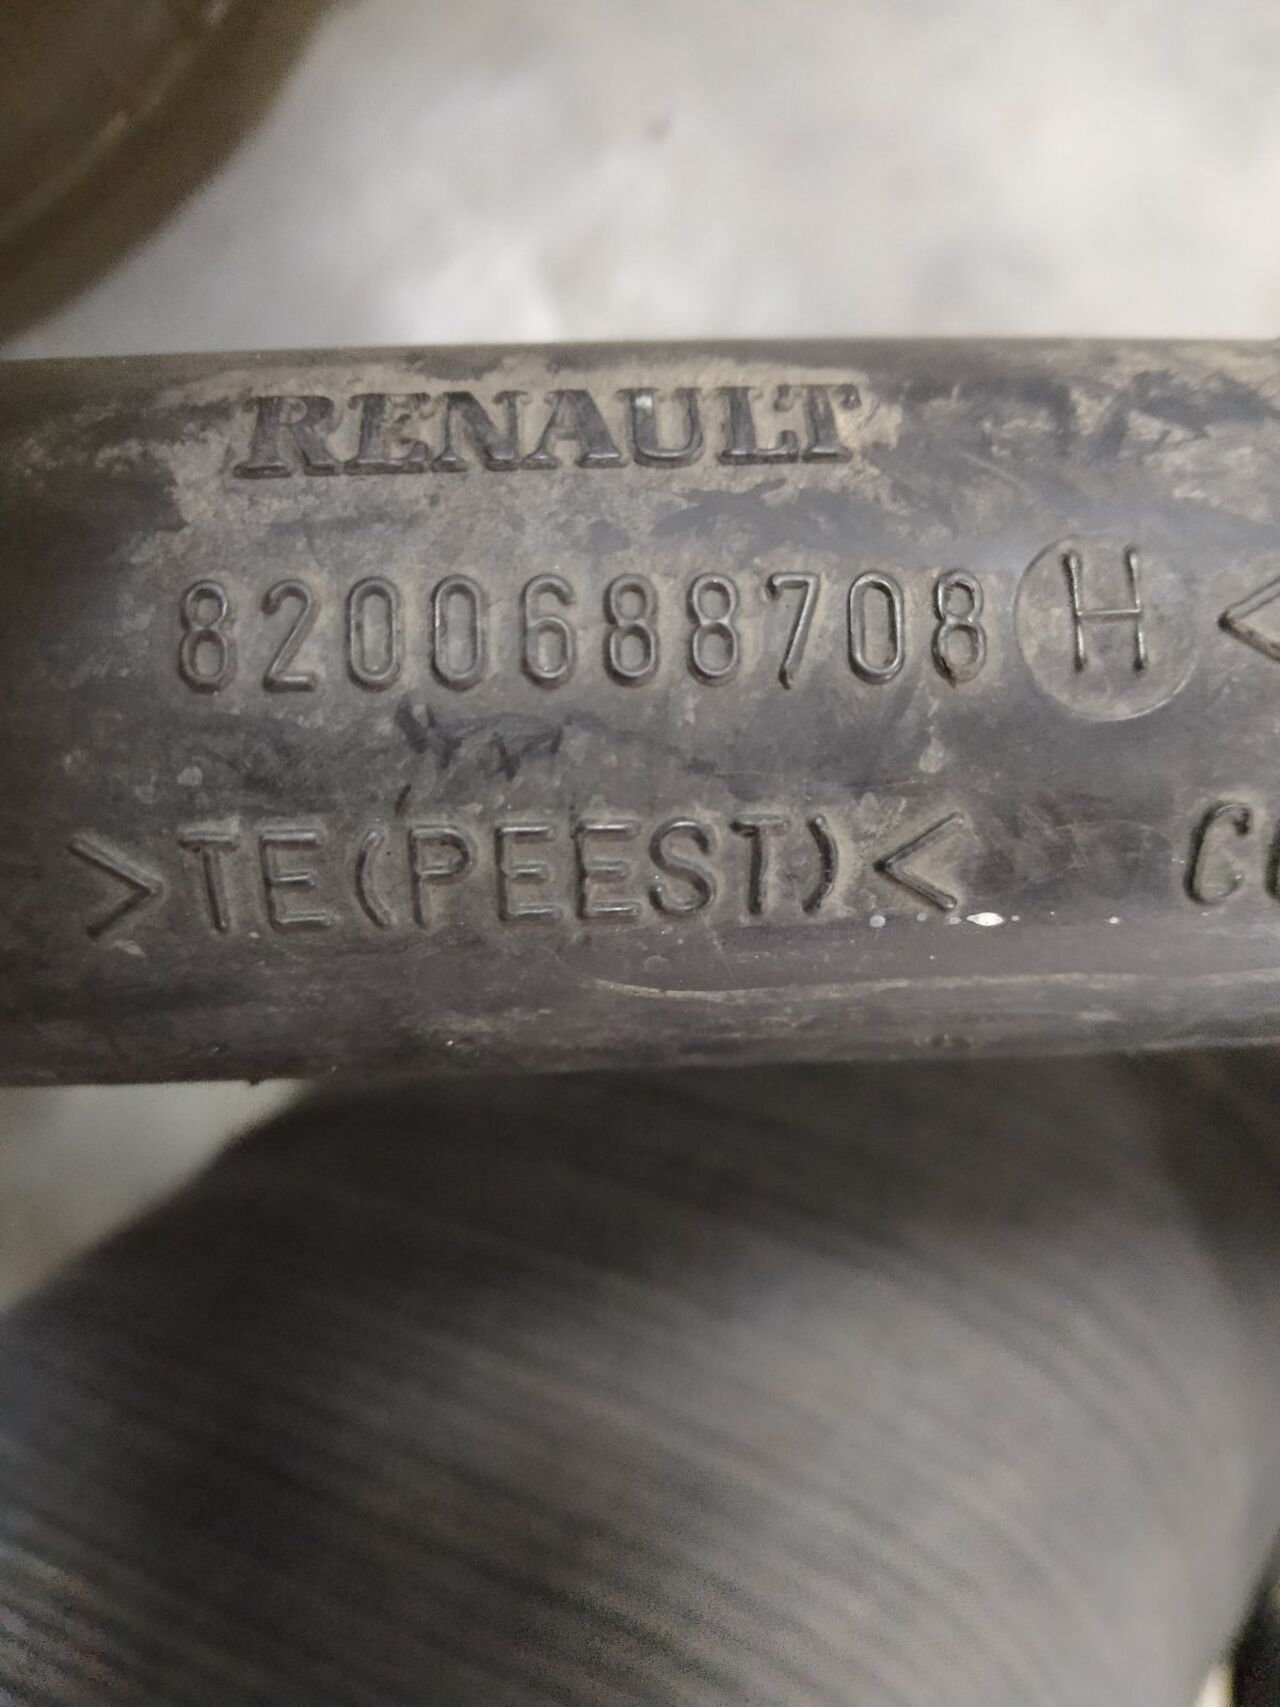 RENAULT
8200688708 H <
>TE(PEEST)< C